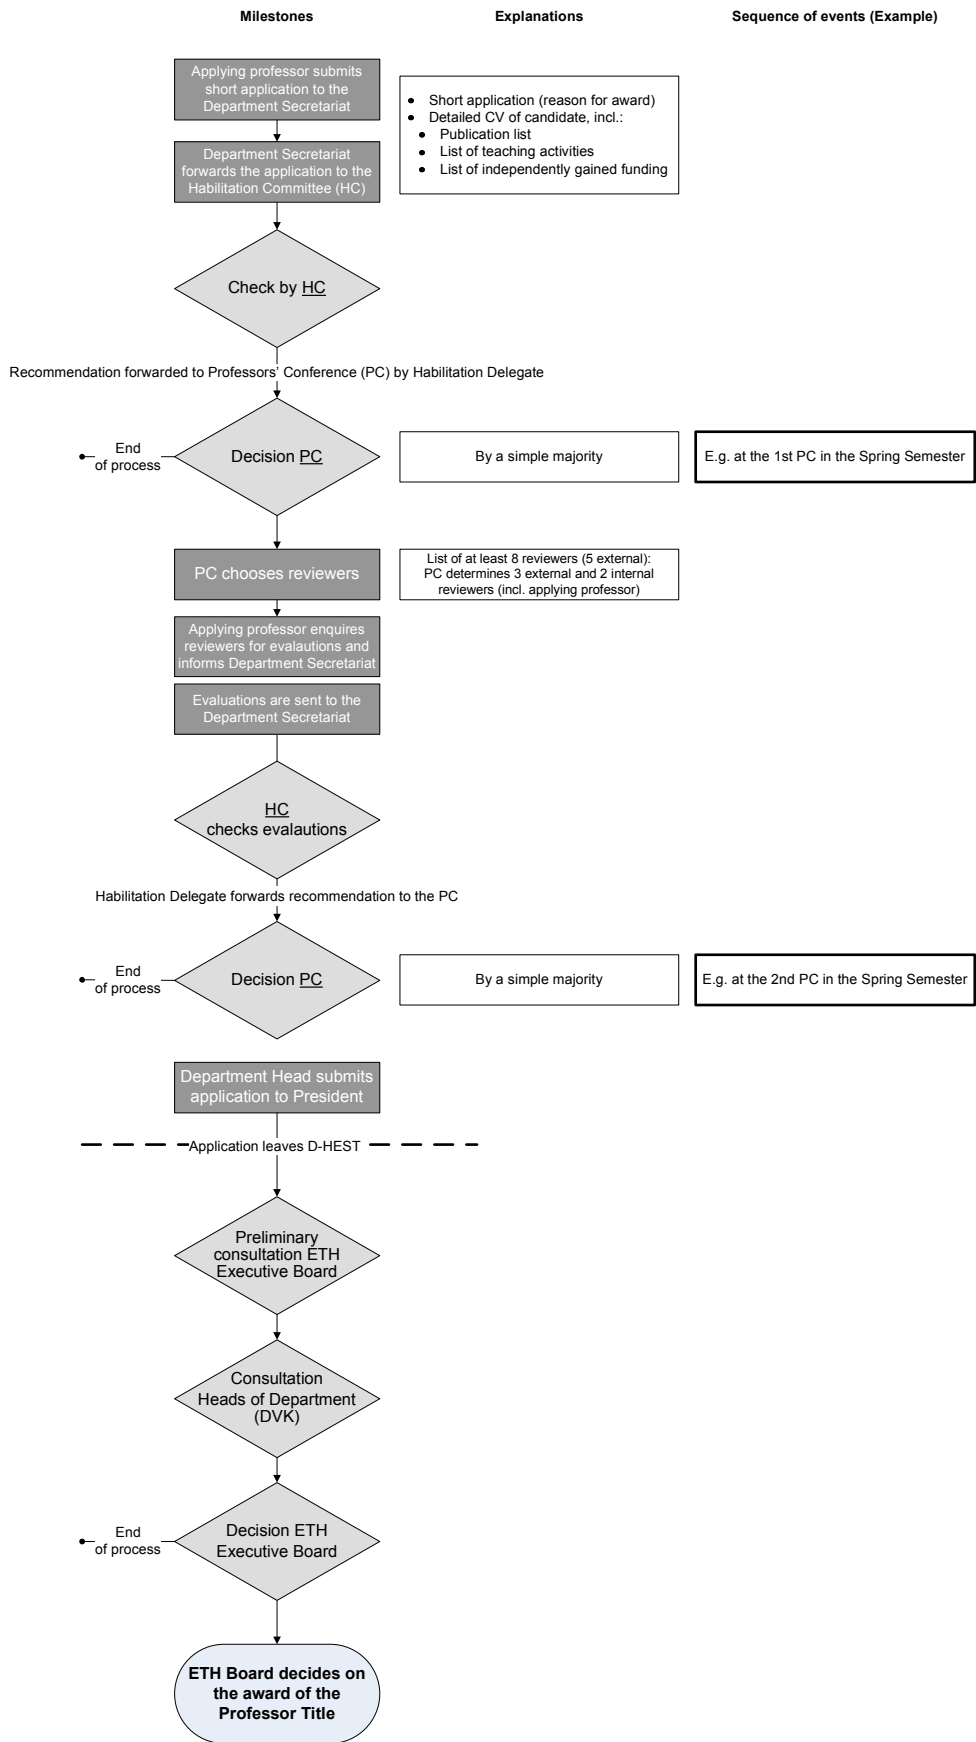 Milestones
Explanations
Sequence of events (Example)
Applying professor submits
short application to the
Department Secretariat
• Short application (reason for award)
• Detailed CV of candidate, incl.:
• Publication list
• List of teaching activities
• List of independently gained funding
Department Secretariat
forwards the application to the
Habilitation Committee (HC)
Check by HC
Recommendation forwarded to Professors' Conference (PC) by Habilitation Delegate
End
of process
Decision PC
By a simple majority
E.g. at the 1st PC in the Spring Semester
PC chooses reviewers
List of at least 8 reviewers (5 external):
PC determines 3 external and 2 internal
reviewers (incl. applying professor)
Applying professor enquires
reviewers for evalautions and
informs Department Secretariat
Evaluations are sent to the
Department Secretariat
HC
checks evalautions
Habilitation Delegate forwards recommendation to the PC
End
of process
Decision PC
By a simple majority
E.g. at the 2nd PC in the Spring Semester
Department Head submits
application to President
Application leaves D-HEST
Preliminary
consultation ETH
Executive Board
Consultation
Heads of Department
(DVK)
End
of process
Decision ETH
Executive Board
ETH Board decides on
the award of the
Professor Title